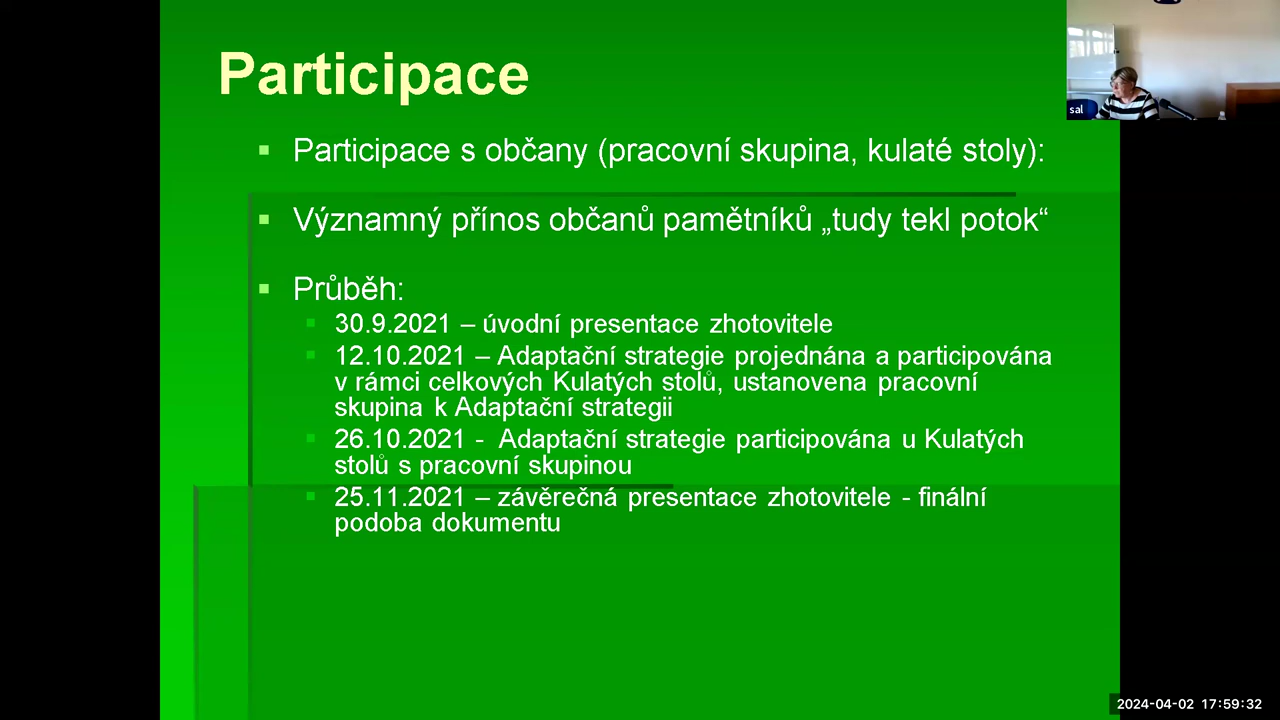 Participace
Participace s občany (pracovní skupina, kulaté stoly):
Významný přínos občanů pamětníků „tudy tekl potok“
Průběh:
30.9.2021 – úvodní presentace zhotovitele
12.10.2021 – Adaptační strategie projednána a participována
v rámci celkových Kulatých stolů, ustanovena pracovní
skupina k Adaptační strategii
26.10.2021 - Adaptační strategie participována u Kulatých
stolů s pracovní skupinou
25.11.2021 – závěrečná presentace zhotovitele - finální
podoba dokumentu
sal
2024-04-02 17:59:32